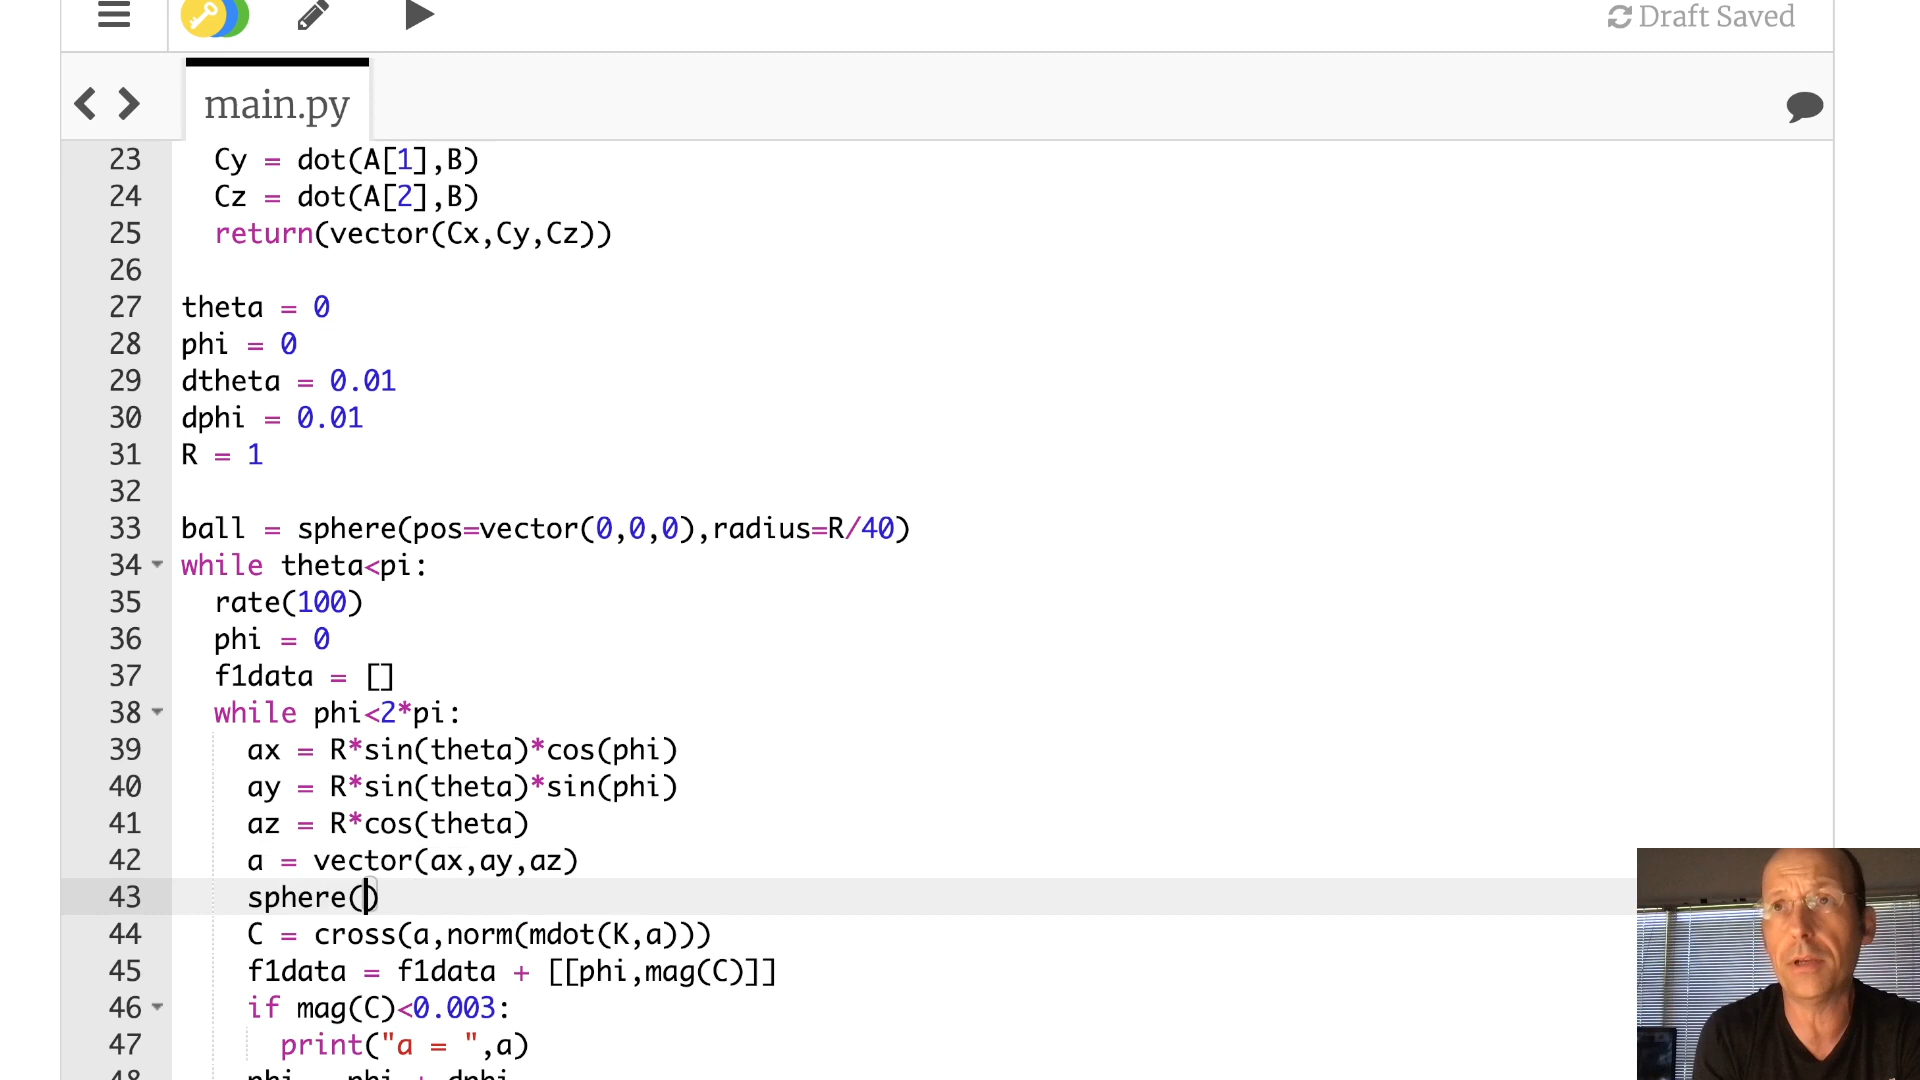 Draft Saved
main.py
23 Cy = dot(A[1],B)
24 Cz = dot(A[2],B)
25 return(vector(Cx,Cy,Cz))
26
27 theta = 0
28 phi = 0
29 dtheta = 0.01
30 dphi = 0.01
31 R = 1
32
33 ball = sphere(pos=vector(0,0,0),radius=R/40)
34 while theta<pi:
35 rate(100)
36 phi = 0
37 f1data = []
38 while phi<2*pi:
39 ax = R*sin(theta)*cos(phi)
40 ay = R*sin(theta)*sin(phi)
41 az = R*cos(theta)
42 a = vector(ax,ay,az)
43 sphere()
44 C = cross(a,norm(mdot(K,a)))
45 f1data = f1data + [[phi,mag(C)]]
46 if mag(C)<0.003:
47 print("a = ",a)
48 phi = phi + dphi